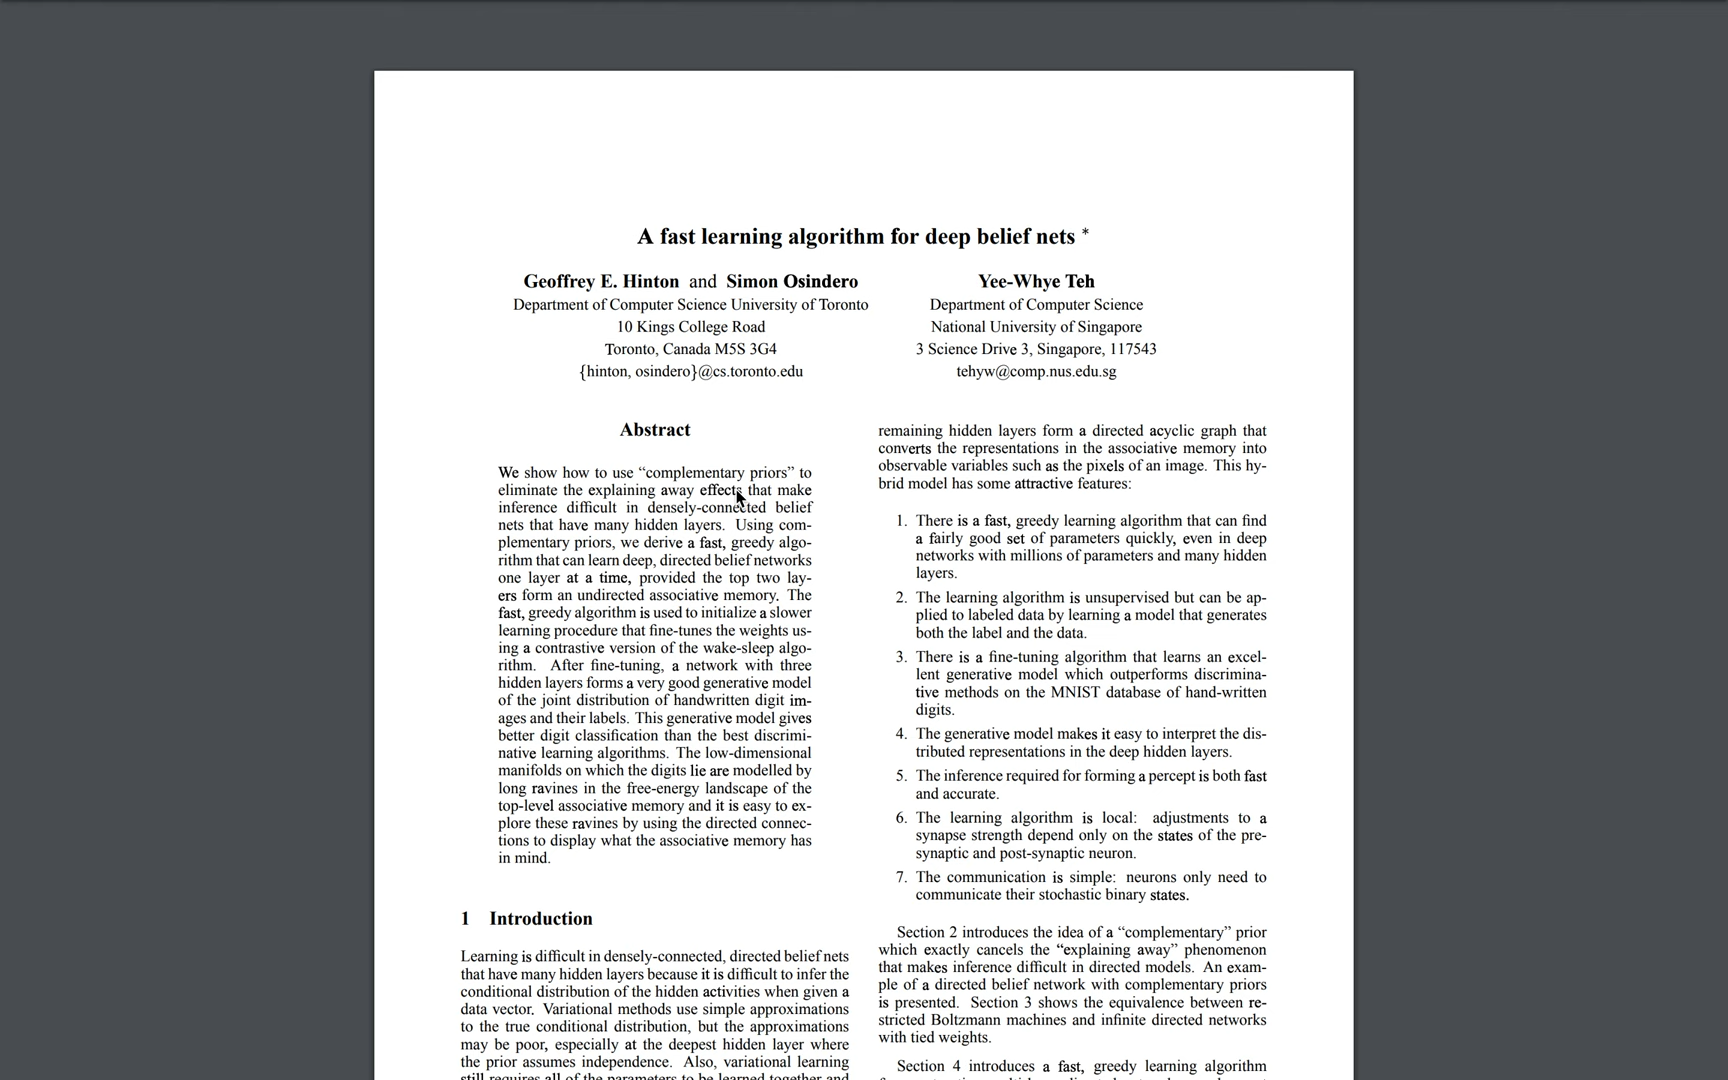 A fast learning algorithm for deep belief nets *
Geoffrey E. Hinton and Simon Osindero
Department of Computer Science University of Toronto
10 Kings College Road
Toronto, Canada M5S 3G4
{hinton, osindero}@cs.toronto.edu
Yee-Whye Teh
Department of Computer Science
National University of Singapore
3 Science Drive 3, Singapore, 117543
tehyw@comp.nus.edu.sg
Abstract
We show how to use “complementary priors” to
eliminate the explaining away effects that make
inference difficult in densely-connected belief
nets that have many hidden layers. Using com-
plementary priors, we derive a fast, greedy algo-
rithm that can learn deep, directed belief networks
one layer at a time, provided the top two lay-
ers form an undirected associative memory. The
fast, greedy algorithm is used to initialize a slower
learning procedure that fine-tunes the weights us-
ing a contrastive version of the wake-sleep algo-
rithm. After fine-tuning, a network with three
hidden layers forms a very good generative model
of the joint distribution of handwritten digit im-
ages and their labels. This generative model gives
better digit classification than the best discrimi-
native learning algorithms. The low-dimensional
manifolds on which the digits lie are modelled by
long ravines in the free-energy landscape of the
top-level associative memory and it is easy to ex-
plore these ravines by using the directed connec-
tions to display what the associative memory has
in mind.
1 Introduction
Learning is difficult in densely-connected, directed belief nets
that have many hidden layers because it is difficult to infer the
conditional distribution of the hidden activities when given a
data vector. Variational methods use simple approximations
to the true conditional distribution, but the approximations
may be poor, especially at the deepest hidden layer where
the prior assumes independence. Also, variational learning
still requires all of the parameters to be learned together and
remaining hidden layers form a directed acyclic graph that
converts the representations in the associative memory into
observable variables such as the pixels of an image. This hy-
brid model has some attractive features:
1. There is a fast, greedy learning algorithm that can find
a fairly good set of parameters quickly, even in deep
networks with millions of parameters and many hidden
layers.
2. The learning algorithm is unsupervised but can be ap-
plied to labeled data by learning a model that generates
both the label and the data.
3. There is a fine-tuning algorithm that learns an excel-
lent generative model which outperforms discrimina-
tive methods on the MNIST database of hand-written
digits.
4. The generative model makes it easy to interpret the dis-
tributed representations in the deep hidden layers.
5. The inference required for forming a percept is both fast
and accurate.
6. The learning algorithm is local: adjustments to a
synapse strength depend only on the states of the pre-
synaptic and post-synaptic neuron.
7. The communication is simple: neurons only need to
communicate their stochastic binary states.
Section 2 introduces the idea of a “complementary” prior
which exactly cancels the “explaining away” phenomenon
that makes inference difficult in directed models. An exam-
ple of a directed belief network with complementary priors
is presented. Section 3 shows the equivalence between re-
stricted Boltzmann machines and infinite directed networks
with tied weights.
Section 4 introduces a fast, greedy learning algorithm